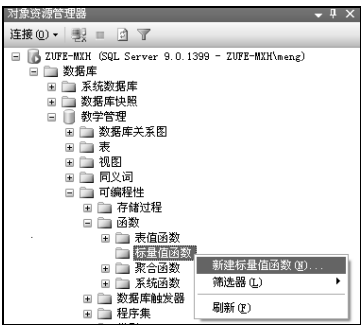 对象资源管理器
连接(O)
ZUFE-MXH (SQL Server 9.0.1399 - ZUFE-MXH\meng)
数据库
系统数据库
数据库快照
教学管理
数据库关系图
表
视图
同义词
可编程性
存储过程
函数
表值函数
标量值函数
新建标量值函数(N)...
聚合函数
筛选器(L)
系统函数
数据库触发器
刷新(F)
程序集